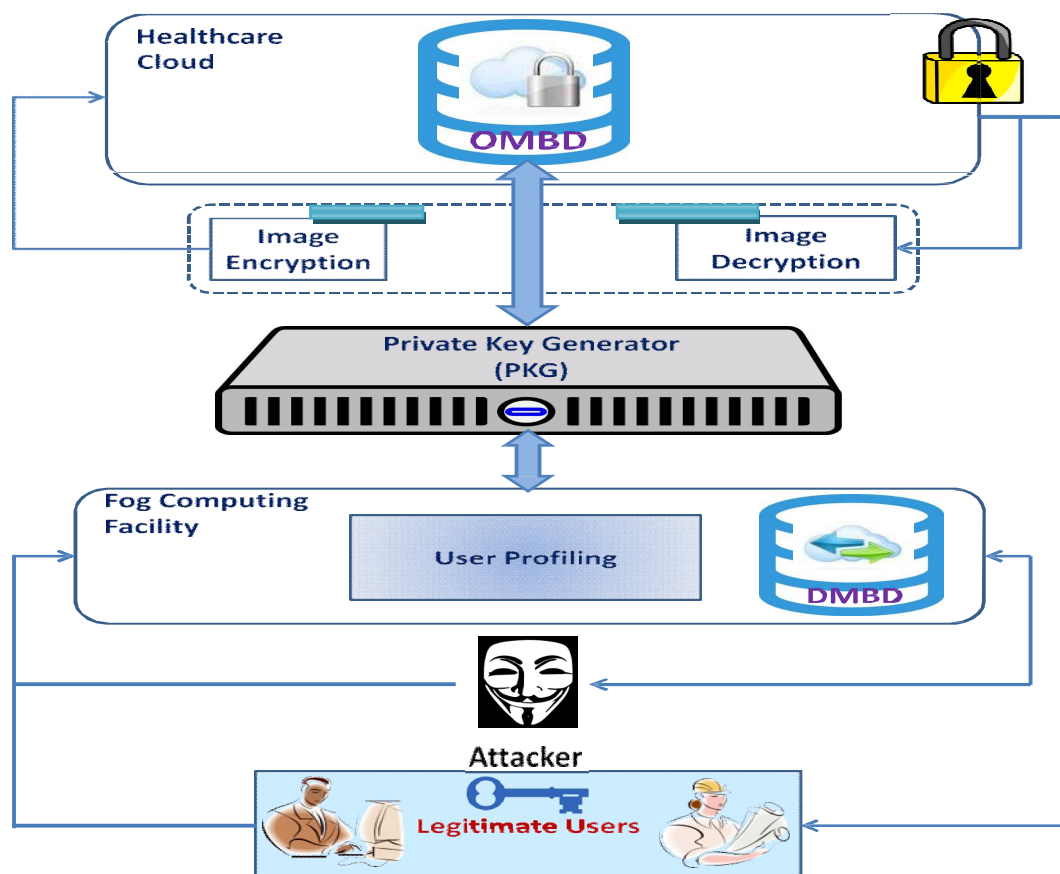 Healthcare
Cloud
OMBD
Image
Encryption
Image
Decryption
Private Key Generator
(PKG)
Fog Computing
Facility
User Profiling
DMBD
Attacker
Legitimate Users